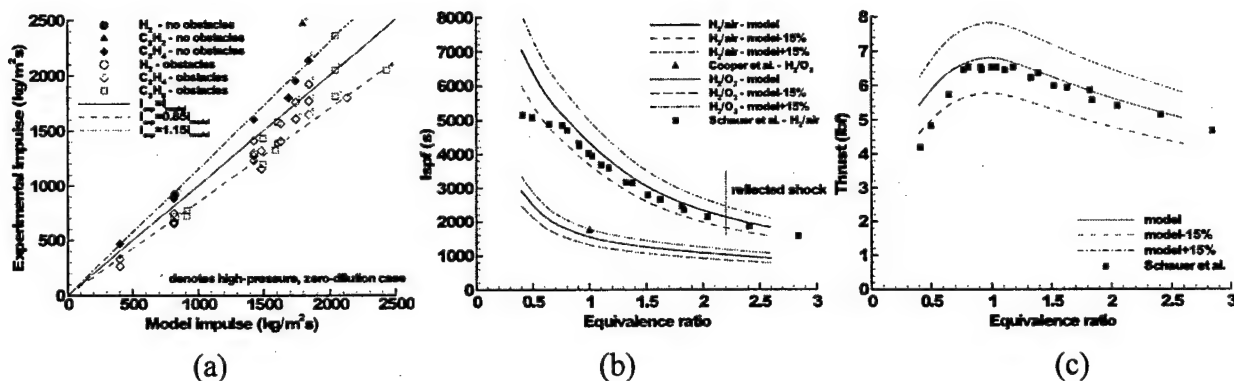 2500
2000
1500
1000
500
0
0 500 1000 1500 2000 2500
Experimental Impulse (kg/m²s)
Model Impulse (kg/m²s)
H₂ - no obstacles
- no obstacles
C₂H₄ - no obstacles
H₂ - obstacles
C₂H₄ - obstacles
- obstacles
=0.85I
=1.15I
denotes high-pressure, zero-dilution case
(a)
8000
7000
6000
5000
4000
3000
2000
1000
0
0 0.5 1 1.5 2 2.5 3
Ispf (s)
Equivalence ratio
H₂/air - model
H₂/air - model-15%
H₂/air - model+15%
Cooper et al. - H₂/O₂
H₂/O₂ - model
H₂/O₂ - model-15%
H₂/O₂ - model+15%
Schauer et al. - H₂/air
reflected shock
(b)
8
7
6
5
4
3
2
1
0
0 0.5 1 1.5 2 2.5 3
Thrust (lbf)
Equivalence ratio
model
model-15%
model+15%
Schauer et al.
(c)